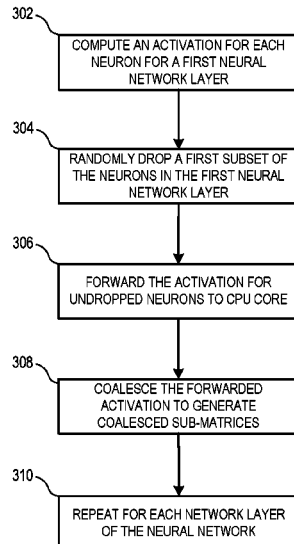 302
COMPUTE AN ACTIVATION FOR EACH
NEURON FOR A FIRST NEURAL
NETWORK LAYER
304
RANDOMLY DROP A FIRST SUBSET OF
THE NEURONS IN THE FIRST NEURAL
NETWORK LAYER
306
FORWARD THE ACTIVATION FOR
UNDROPPED NEURONS TO CPU CORE
308
COALESCE THE FORWARDED
ACTIVATION TO GENERATE
COALESCED SUB-MATRICES
310
REPEAT FOR EACH NETWORK LAYER
OF THE NEURAL NETWORK